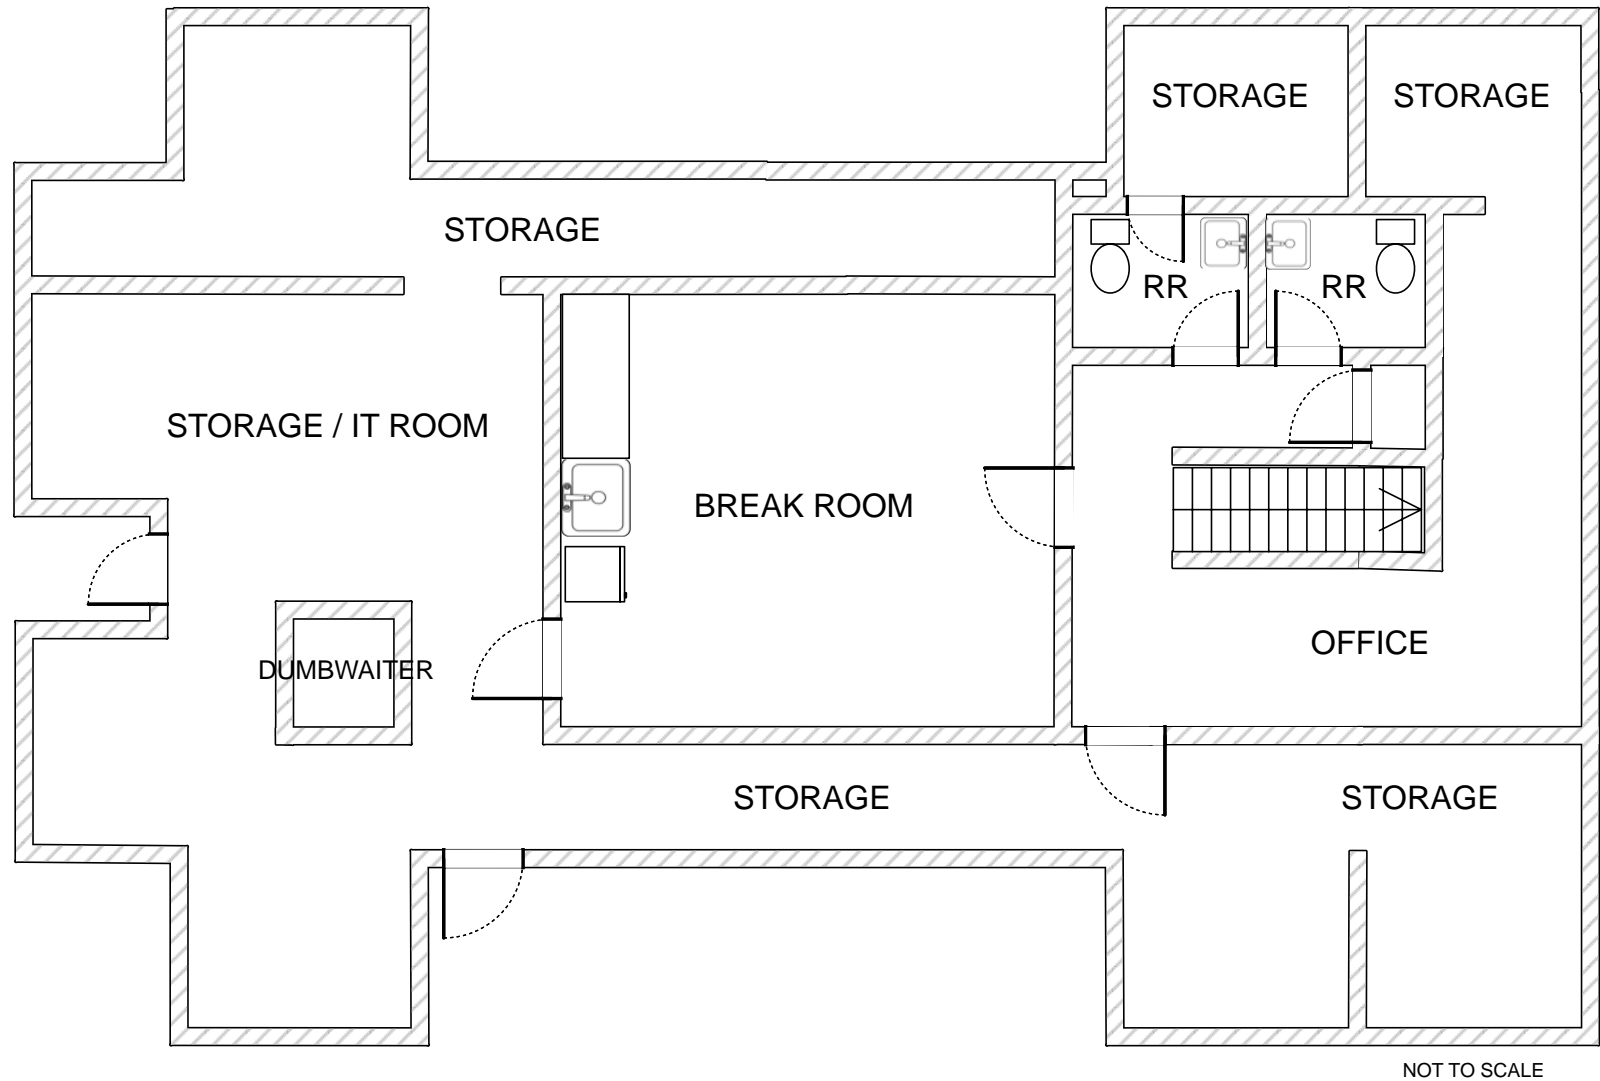 STORAGE
STORAGE
STORAGE
RR
RR
STORAGE / IT ROOM
BREAK ROOM
OFFICE
DUMBWAITER
STORAGE
STORAGE
NOT TO SCALE